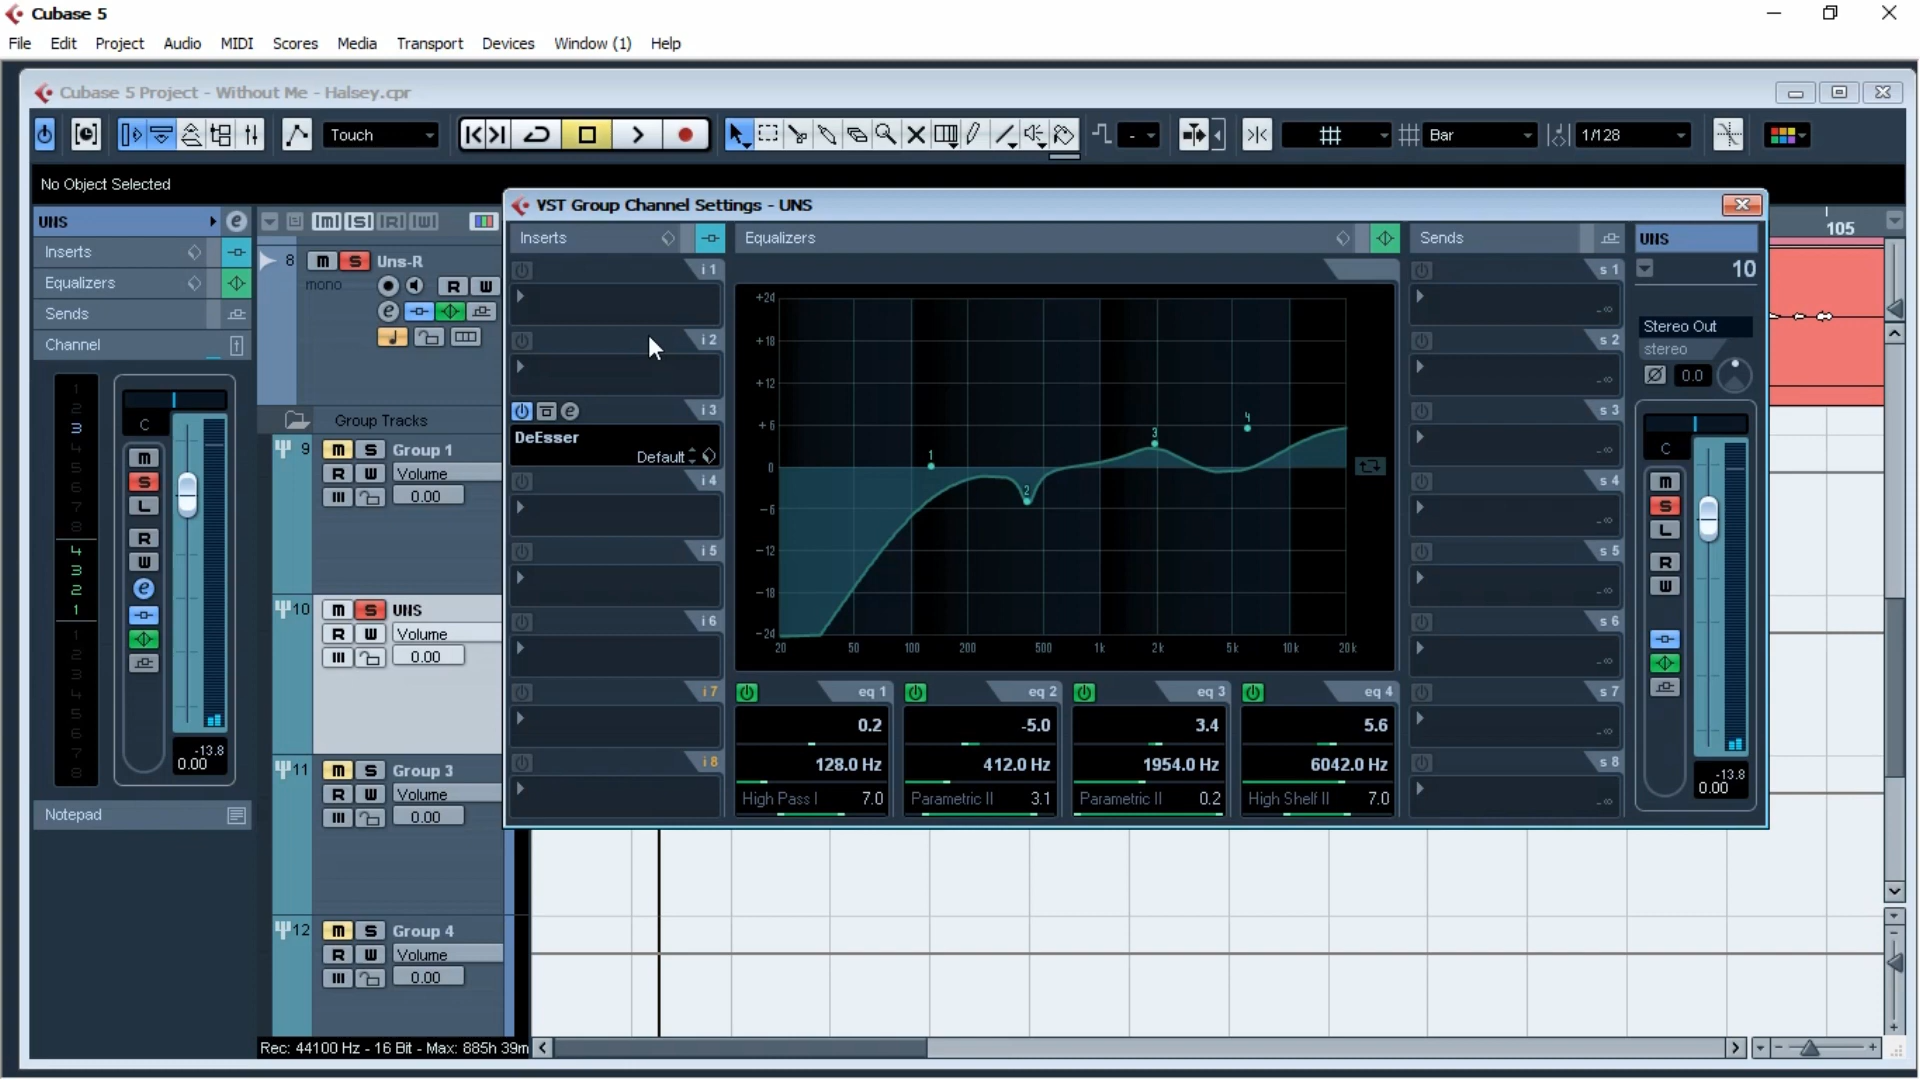 Cubase 5
File Edit Project Audio MIDI Scores Media Transport Devices Window (1) Help
Cubase 5 Project - Without Me - Halsey.cpr
Touch - Bar 1/128
No Object Selected
UNS e
Inserts
Equalizers
Sends
Channel
C
m
S
L
R
W
e
-13.8
0.00
Notepad
[M] [S] [R] [W]
8 m S Uns-R
mono R W
e
Group Tracks
9 m S Group 1
R W Volume
0.00
10 m S UNS
R W Volume
0.00
11 m S Group 3
R W Volume
0.00
12 m S Group 4
R W Volume
0.00
Rec: 44100 Hz - 16 Bit - Max: 885h 39m
105
VST Group Channel Settings - UNS
Inserts
i 1
i 2
i 3
DeEsser
Default
i 4
i 5
i 6
i 7
i 8
Equalizers
+24
+18
+12
+6
0
-6
-12
-18
-24
1 2 3 4
20 50 100 200 500 1k 2k 5k 10k 20k
eq 1 eq 2 eq 3 eq 4
0.2 -5.0 3.4 5.6
128.0 Hz 412.0 Hz 1954.0 Hz 6042.0 Hz
High Pass I 7.0 Parametric II 3.1 Parametric II 0.2 High Shelf II 7.0
Sends
s 1
-∞
s 2
-∞
s 3
-∞
s 4
-∞
s 5
-∞
s 6
-∞
s 7
-∞
s 8
-∞
UNS
10
Stereo Out
stereo
0.0
C
m
S
L
R
W
-13.8
0.00